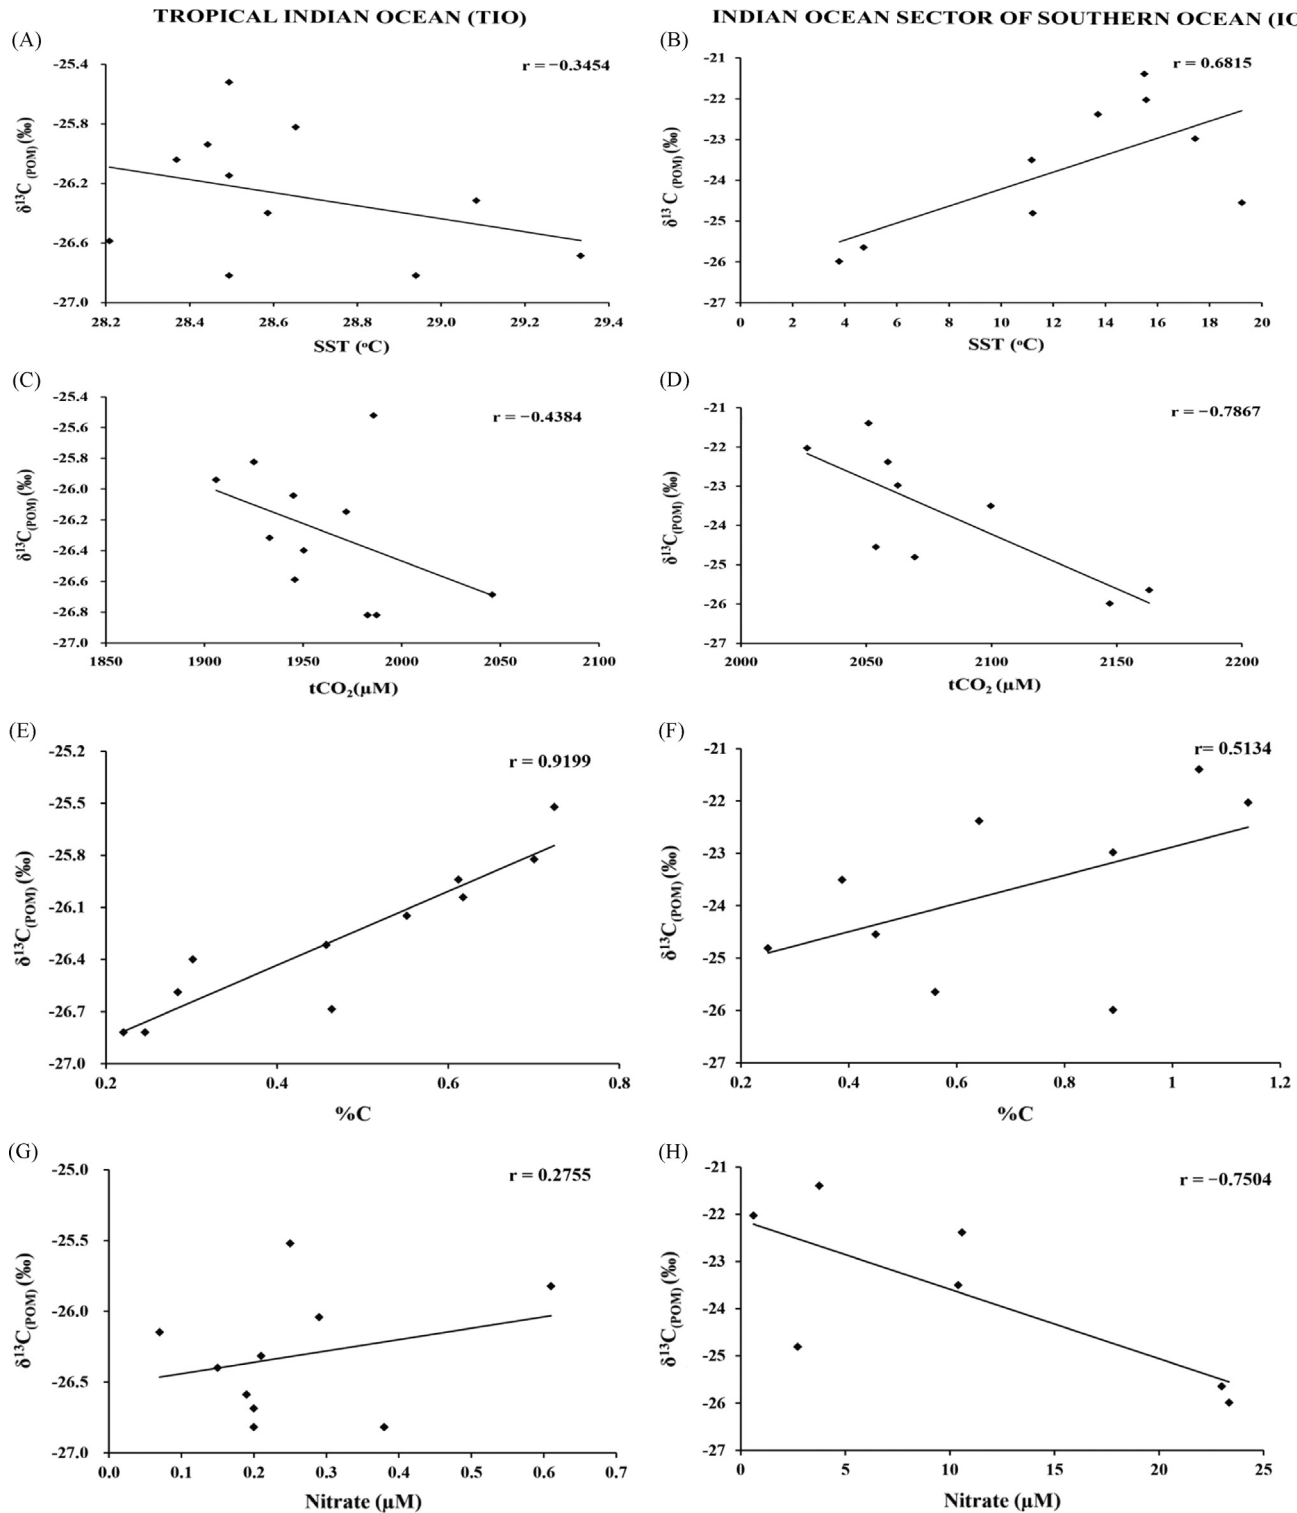 TROPICAL INDIAN OCEAN (TIO)
INDIAN OCEAN SECTOR OF SOUTHERN OCEAN (IO
(A)
r = −0.3454
-25.4
-25.8
-26.2
-26.6
-27.0
28.2 28.4 28.6 28.8 29.0 29.2 29.4
SST (°C)
δ¹³C (POM) (‰)
(B)
r = 0.6815
-21
-22
-23
-24
-25
-26
-27
0 2 4 6 8 10 12 14 16 18 20
SST (°C)
δ¹³ C (POM) (‰)
(C)
r = −0.4384
-25.4
-25.6
-25.8
-26.0
-26.2
-26.4
-26.6
-26.8
-27.0
1850 1900 1950 2000 2050 2100
tCO₂(µM)
δ¹³C(POM) (‰)
(D)
r = −0.7867
-21
-22
-23
-24
-25
-26
-27
2000 2050 2100 2150 2200
tCO₂ (µM)
δ¹³C(POM) (‰)
(E)
r = 0.9199
-25.2
-25.5
-25.8
-26.1
-26.4
-26.7
-27.0
0.2 0.4 0.6 0.8
%C
δ¹³C(POM) (‰)
(F)
r= 0.5134
-21
-22
-23
-24
-25
-26
-27
0.2 0.4 0.6 0.8 1 1.2
%C
δ¹³C(POM) (‰)
(G)
r = 0.2755
-25.0
-25.5
-26.0
-26.5
-27.0
0.0 0.1 0.2 0.3 0.4 0.5 0.6 0.7
Nitrate (µM)
δ¹³C(POM) (‰)
(H)
r = −0.7504
-21
-22
-23
-24
-25
-26
-27
0 5 10 15 20 25
Nitrate (µM)
δ¹³C(POM) (‰)